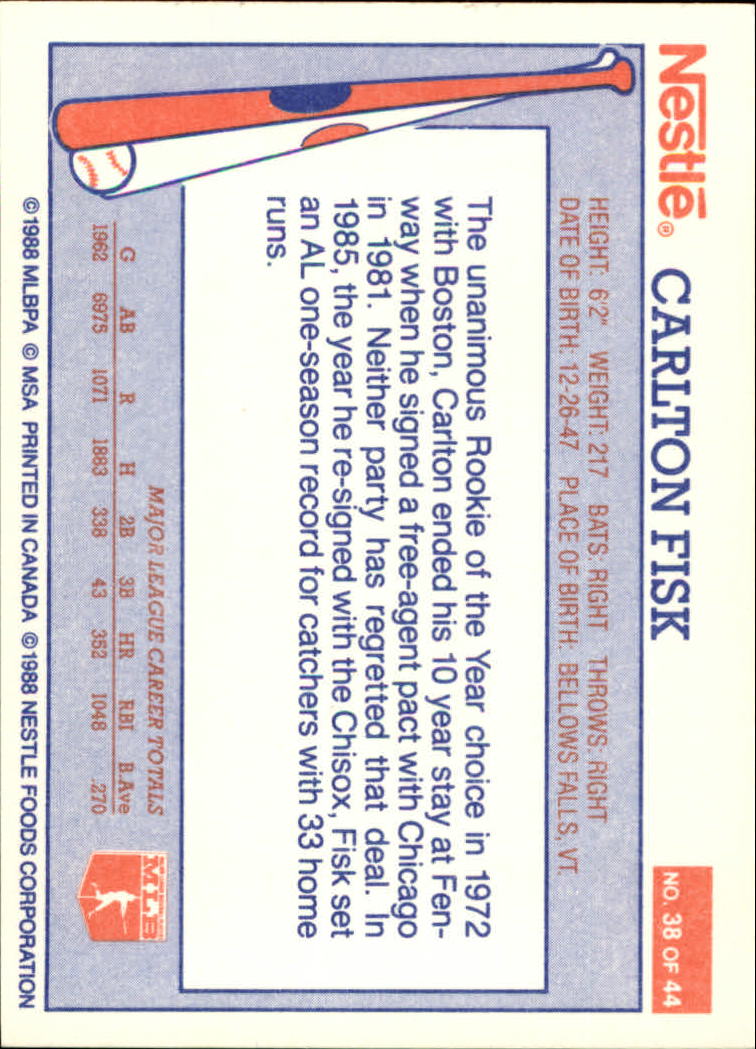 Nestlé® CARLTON FISK NO. 38 OF 44
HEIGHT: 6'2" WEIGHT: 217 BATS: RIGHT THROWS: RIGHT
DATE OF BIRTH: 12-26-47 PLACE OF BIRTH: BELLOWS FALLS, VT.
The unanimous Rookie of the Year choice in 1972
with Boston, Carlton ended his 10 year stay at Fen-
way when he signed a free-agent pact with Chicago
in 1981. Neither party has regretted that deal. In
1985, the year he re-signed with the Chisox, Fisk set
an AL one-season record for catchers with 33 home
runs.
MAJOR LEAGUE CAREER TOTALS
G AB R H 2B 3B HR RBI B.Ave
1962 6975 1071 1883 338 43 352 1048 .270
MLB
©1988 MLBPA © MSA PRINTED IN CANADA ©1988 NESTLE FOODS CORPORATION